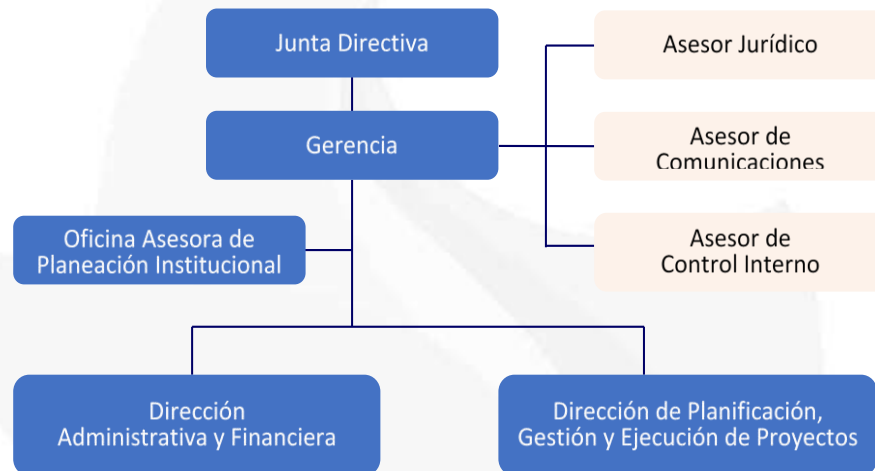 Junta Directiva
Asesor Jurídico
Gerencia
Asesor de
Comunicaciones
Oficina Asesora de
Planeación Institucional
Asesor de
Control Interno
Dirección
Administrativa y Financiera
Dirección de Planificación,
Gestión y Ejecución de Proyectos